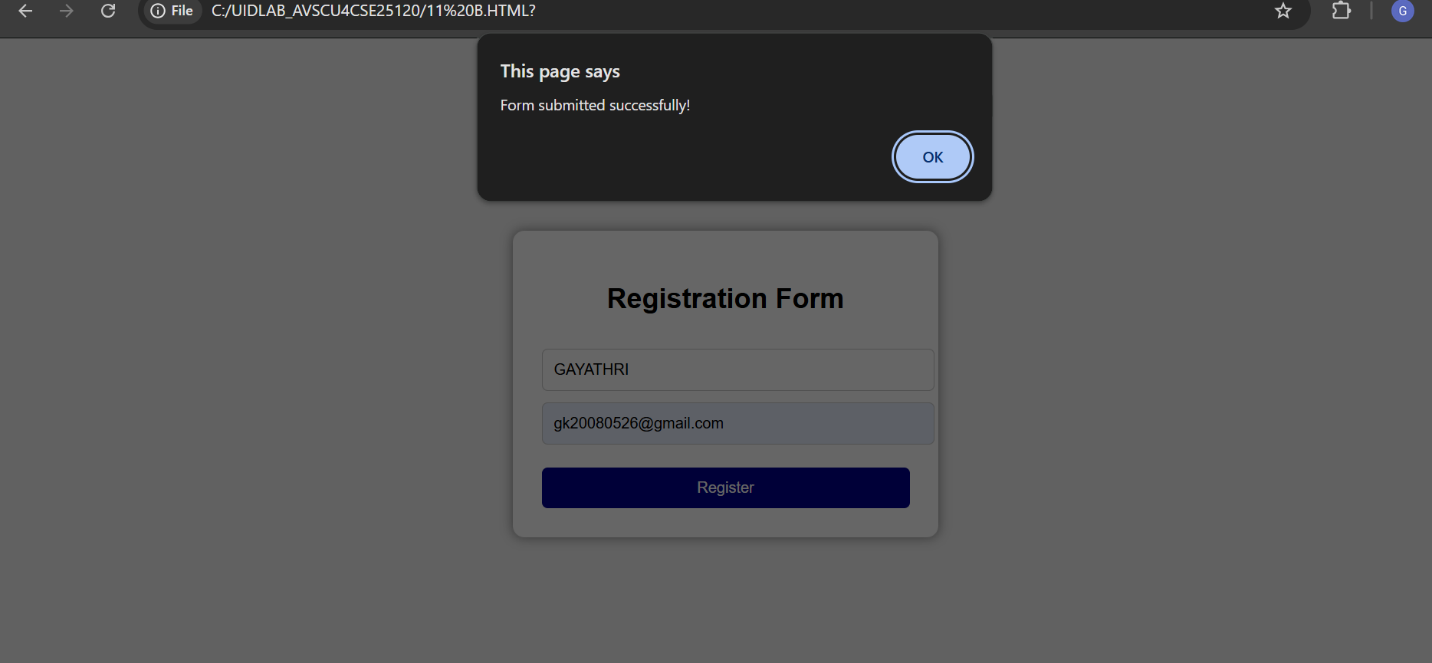 File C:/UIDLAB_AVSCU4CSE25120/11%20B.HTML?
G
This page says
Form submitted successfully!
OK
Registration Form
GAYATHRI
gk20080526@gmail.com
Register